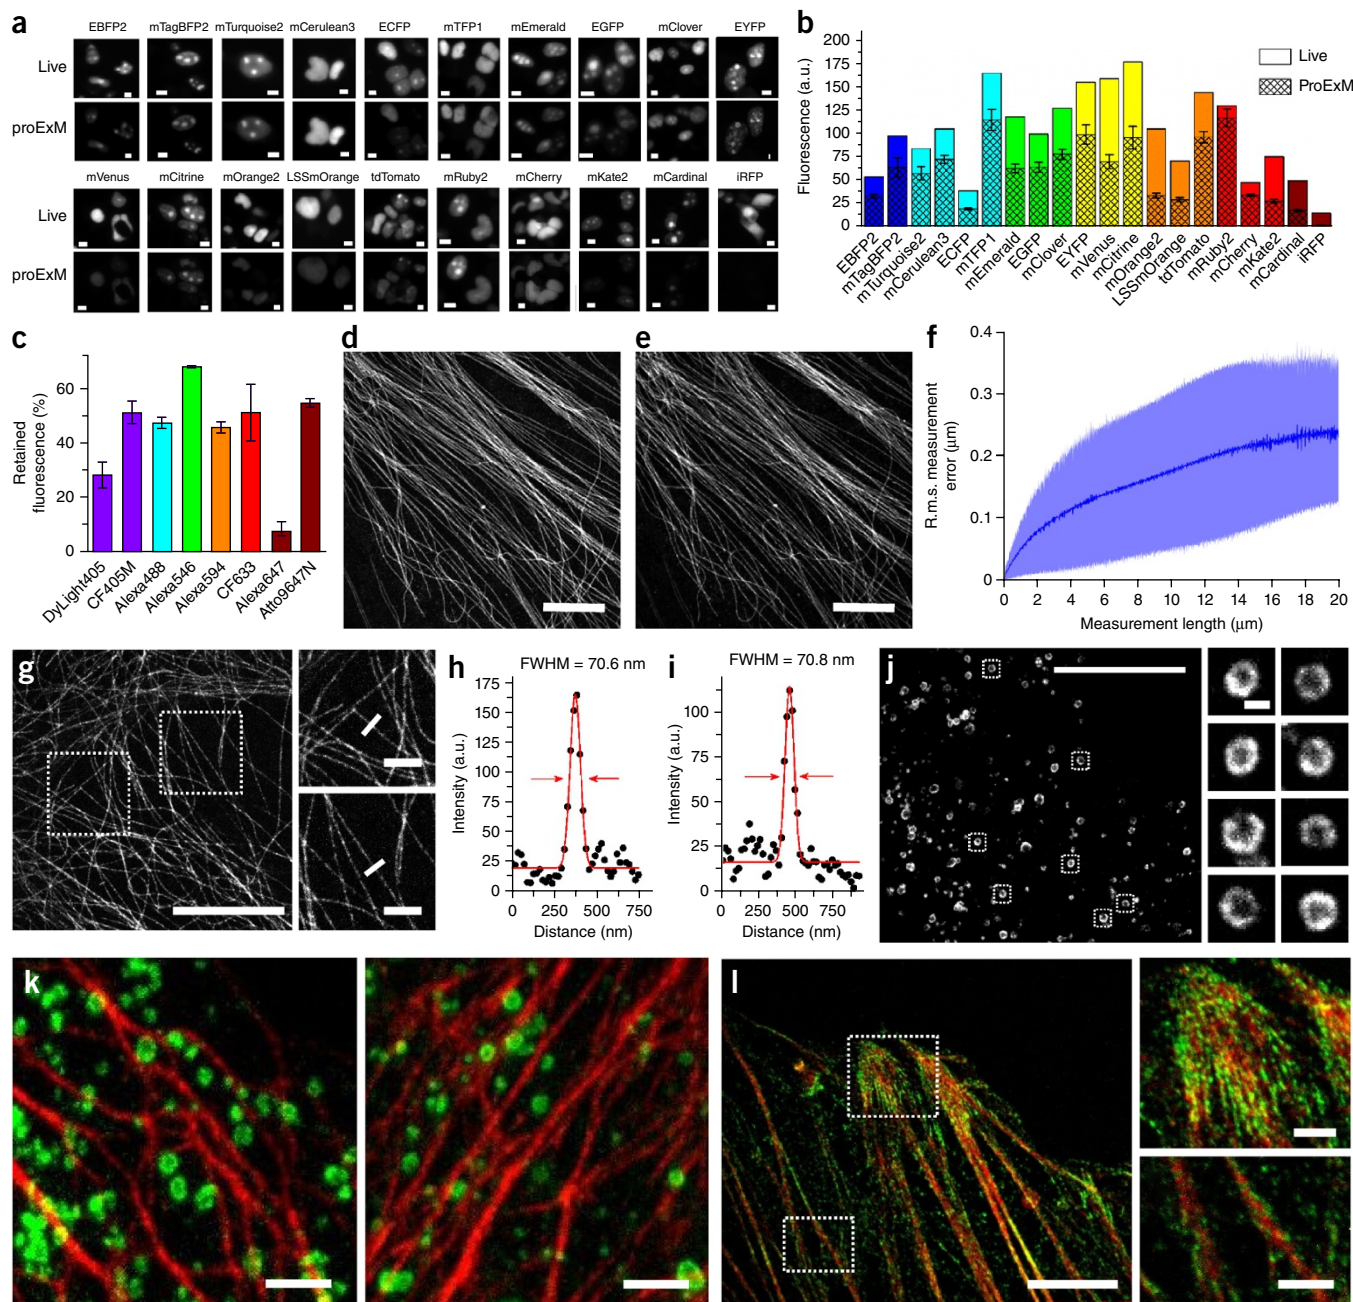 a
EBFP2 mTagBFP2 mTurquoise2 mCerulean3 ECFP mTFP1 mEmerald EGFP mClover EYFP
Live
proExM
mVenus mCitrine mOrange2 LSSmOrange tdTomato mRuby2 mCherry mKate2 mCardinal iRFP
Live
proExM
b
Fluorescence (a.u.)
200
175
150
125
100
75
50
25
0
Live
ProExM
EBFP2
mTagBFP2
mTurquoise2
mCerulean3
ECFP
mTFP1
mEmerald
EGFP
mClover
EYFP
mVenus
mCitrine
mOrange2
LSSmOrange
tdTomato
mRuby2
mCherry
mKate2
mCardinal
iRFP
c
Retained
fluorescence (%)
60
40
20
0
DyLight405
CF405M
Alexa488
Alexa546
Alexa594
CF633
Alexa647
Atto9647N
d
e
f
R.m.s. measurement
error (μm)
0.4
0.3
0.2
0.1
0
0 2 4 6 8 10 12 14 16 18 20
Measurement length (μm)
g
h
FWHM = 70.6 nm
Intensity (a.u.)
175
150
125
100
75
50
25
0
0 250 500 750
Distance (nm)
i
FWHM = 70.8 nm
Intensity (a.u.)
100
50
25
0
0 250 500 750
Distance (nm)
j
k
l